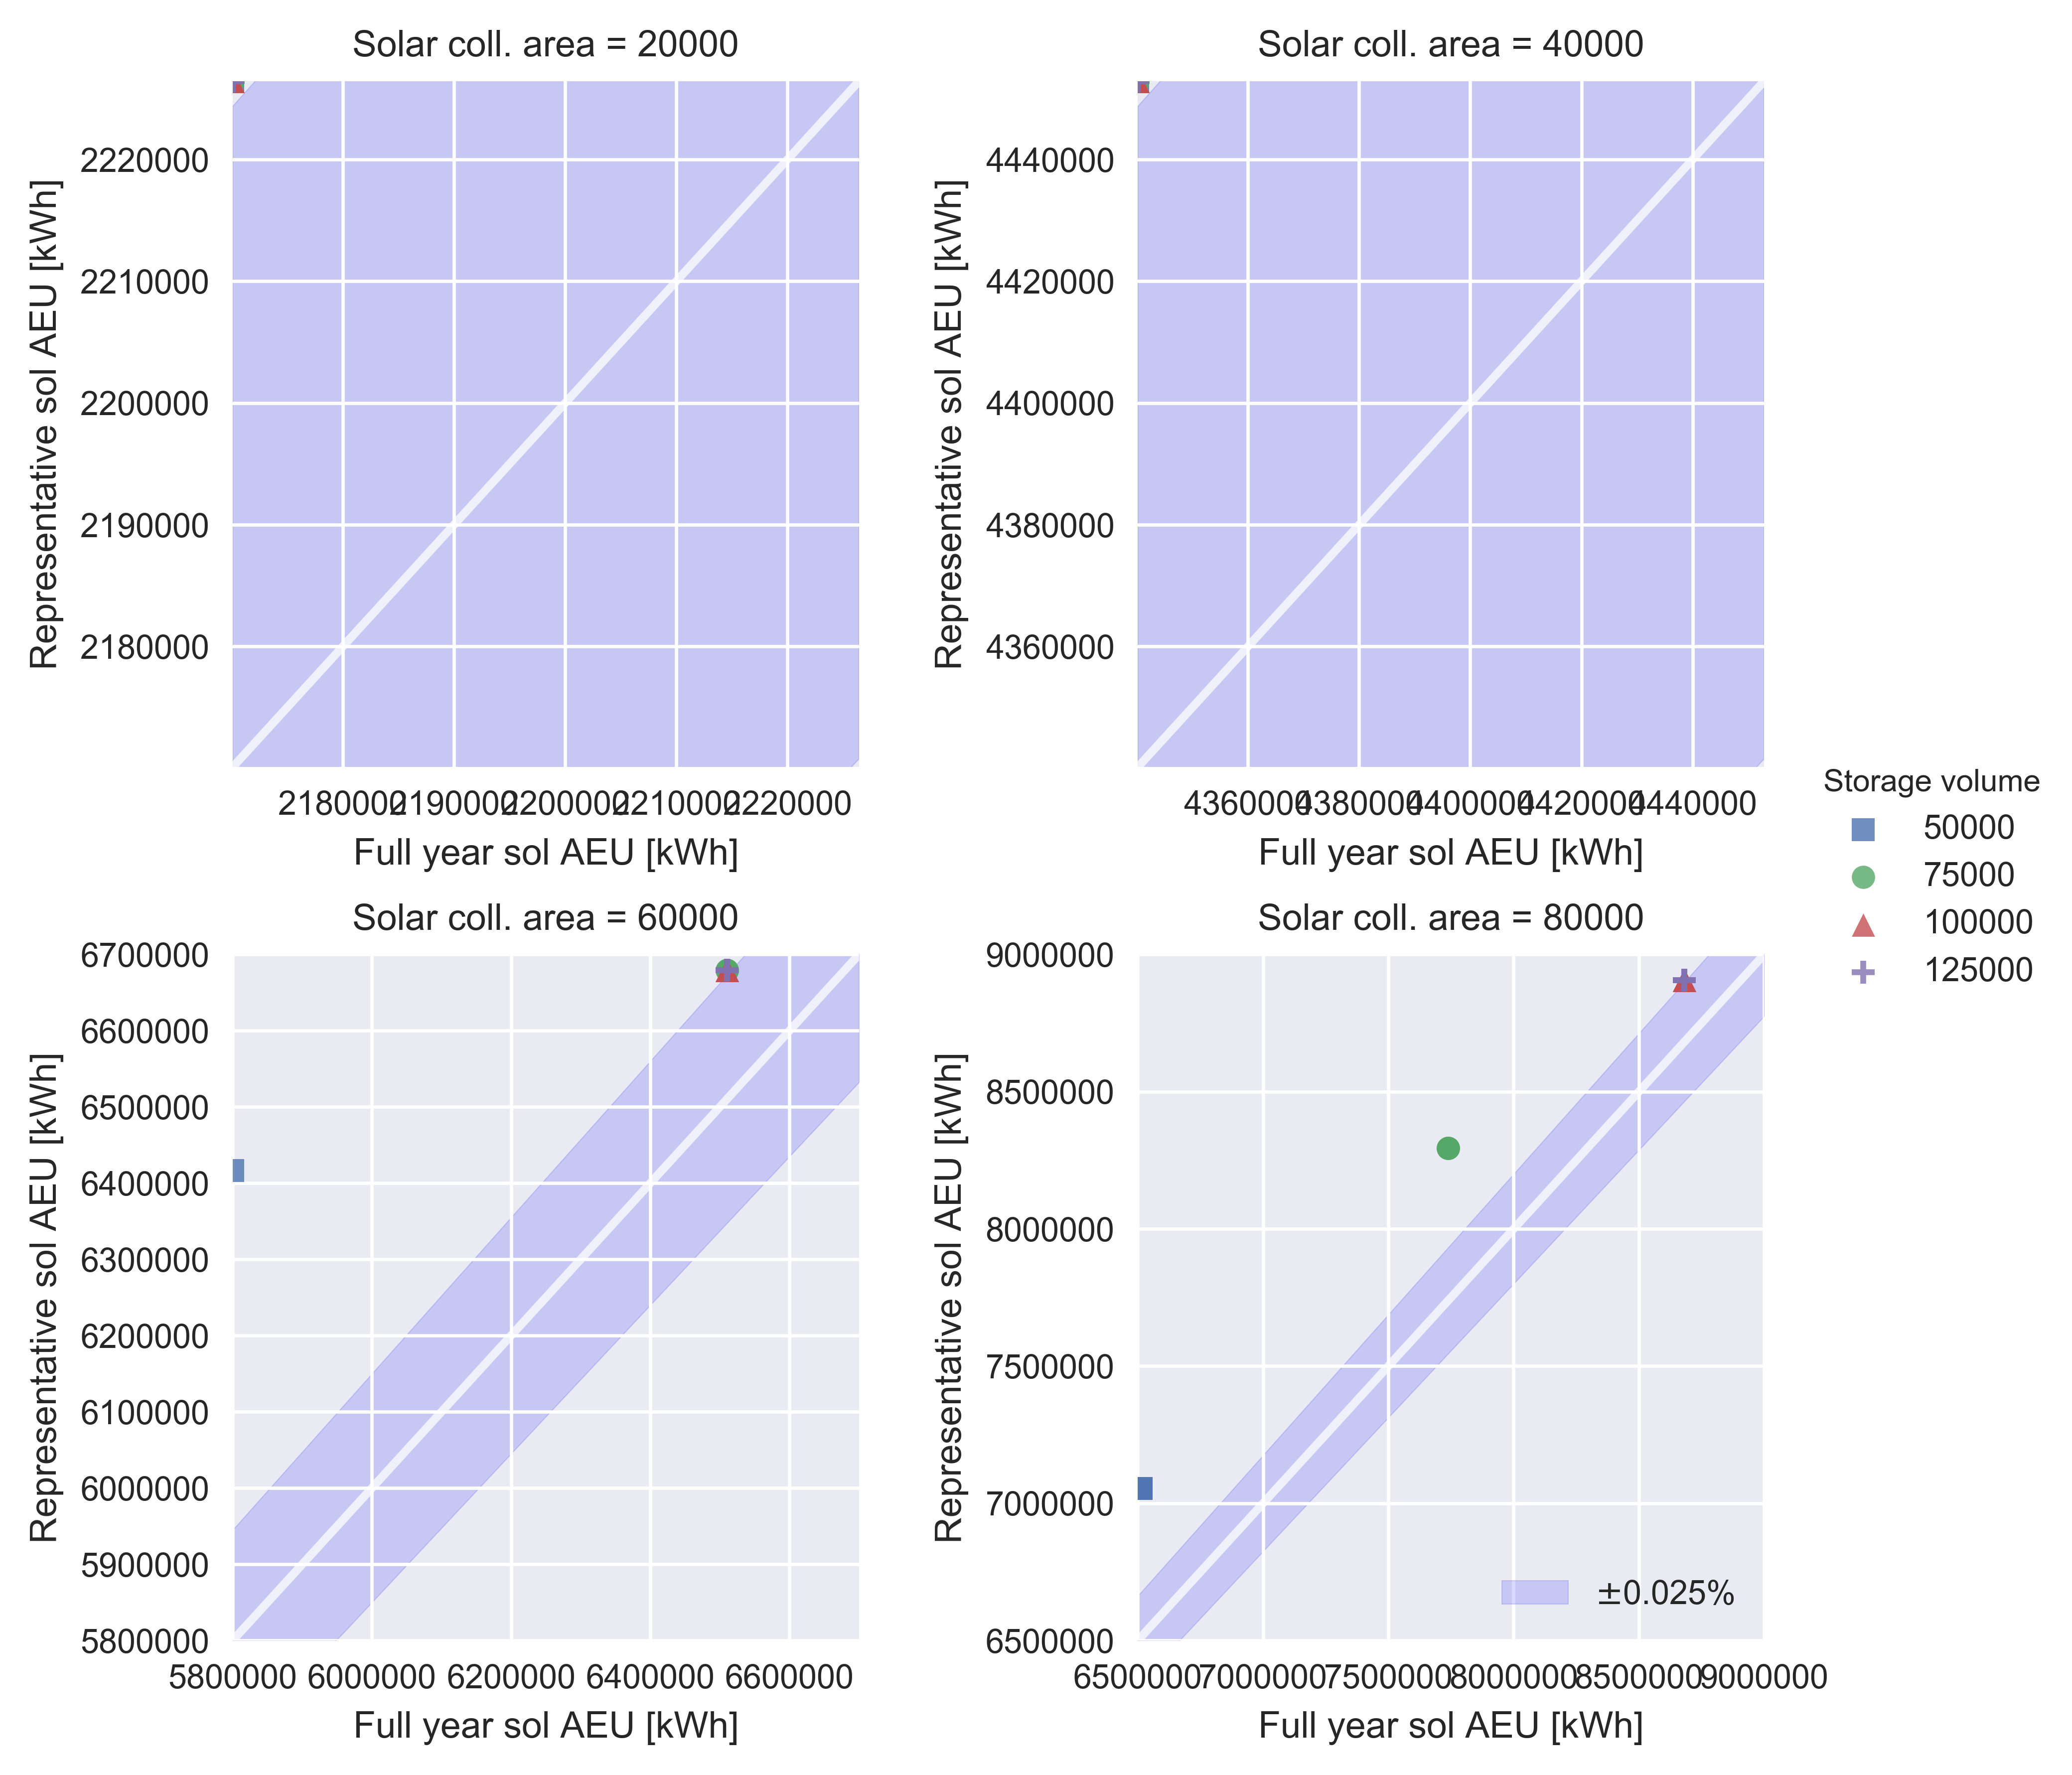 Solar coll. area = 20000
2220000
2210000
2200000
2190000
2180000
Representative sol AEU [kWh]
2180000 2190000 2200000 2210000 2220000
Full year sol AEU [kWh]
Solar coll. area = 40000
4440000
4420000
4400000
4380000
4360000
Representative sol AEU [kWh]
4360000 4380000 4400000 4420000 4440000
Full year sol AEU [kWh]
Storage volume
50000
75000
100000
125000
Solar coll. area = 60000
6700000
6600000
6500000
6400000
6300000
6200000
6100000
6000000
5900000
5800000
Representative sol AEU [kWh]
5800000 6000000 6200000 6400000 6600000
Full year sol AEU [kWh]
Solar coll. area = 80000
9000000
8500000
8000000
7500000
7000000
6500000
Representative sol AEU [kWh]
±0.025%
6500000 7000000 7500000 8000000 8500000 9000000
Full year sol AEU [kWh]